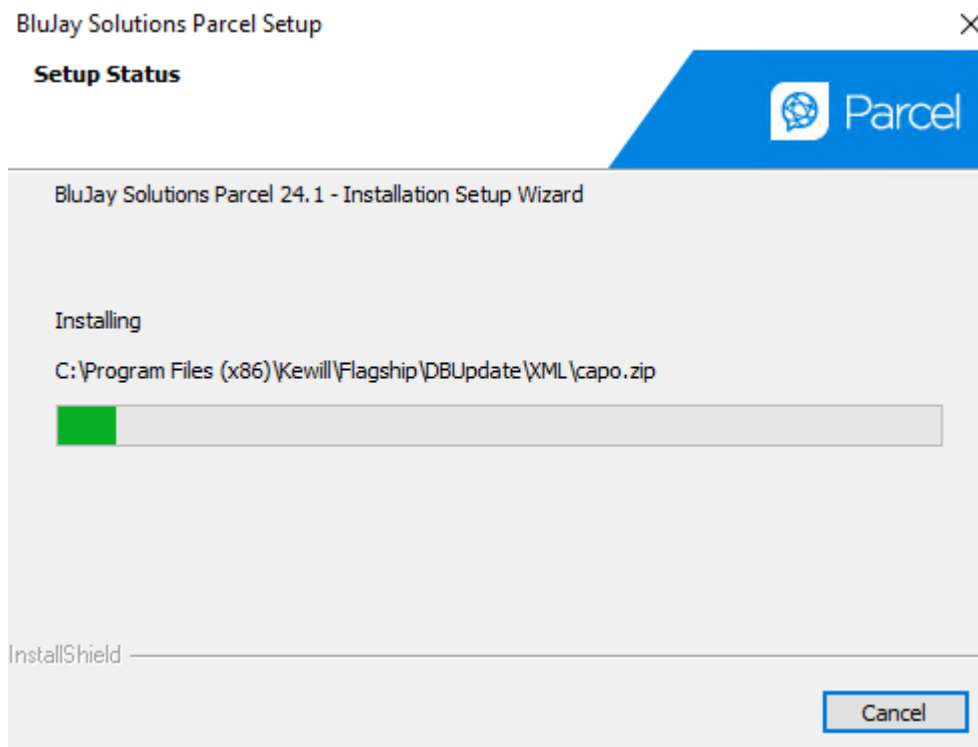 BluJay Solutions Parcel Setup
Setup Status
Parcel
BluJay Solutions Parcel 24.1 - Installation Setup Wizard
Installing
C:\Program Files (x86)\Kewill\Flagship\DBUpdate\XML\capo.zip
InstallShield
Cancel